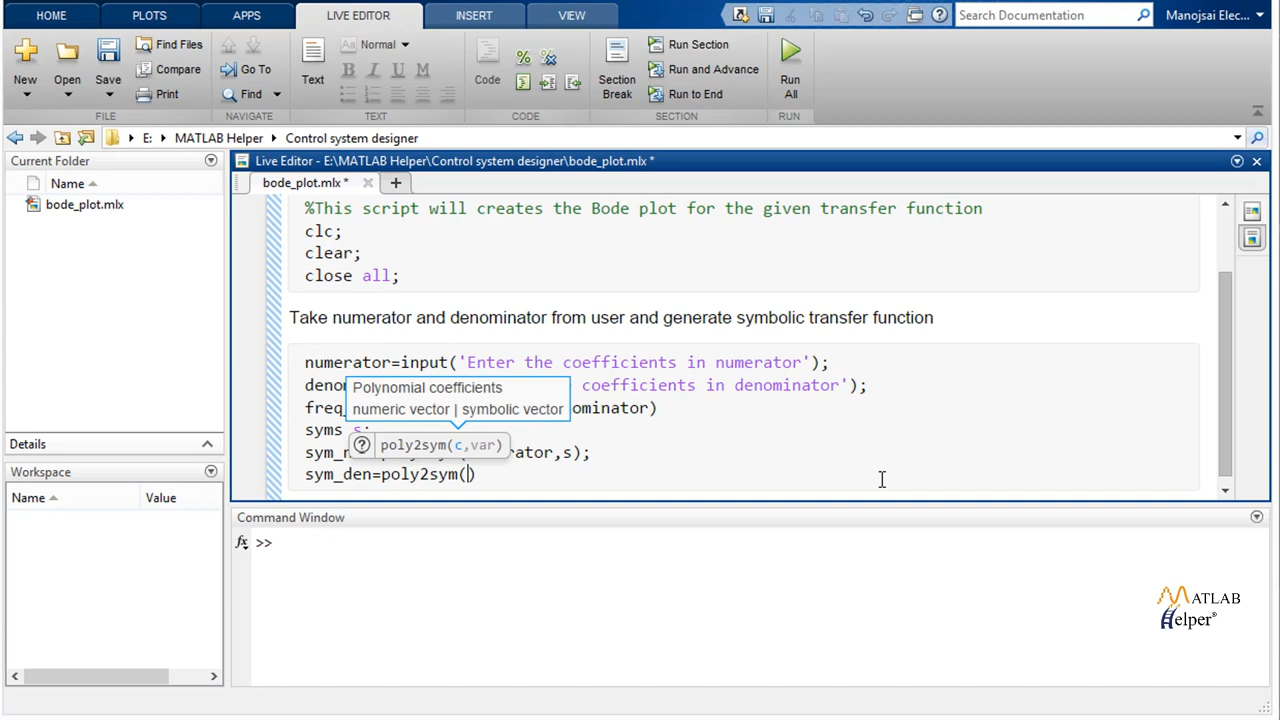 HOME
PLOTS
APPS
LIVE EDITOR
INSERT
VIEW
Search Documentation
Manojsai Elec...
New
Open
Save
Find Files
Compare
Print
FILE
Go To
Find
NAVIGATE
Text
Aa Normal
B I U M
TEXT
Code
CODE
Section Break
Run Section
Run and Advance
Run to End
SECTION
Run All
RUN
E: MATLAB Helper Control system designer
Current Folder
Name
bode_plot.mlx
Details
Workspace
Name Value
Live Editor - E:\MATLAB Helper\Control system designer\bode_plot.mlx *
bode_plot.mlx *
%This script will creates the Bode plot for the given transfer function
clc;
clear;
close all;
Take numerator and denominator from user and generate symbolic transfer function
numerator=input('Enter the coefficients in numerator');
deno coefficients in denominator');
Polynomial coefficients
numeric vector | symbolic vector
freq_ ominator)
syms s;
poly2sym(c,var)
sym_n rator,s);
sym_den=poly2sym()
Command Window
fx >>
MATLAB
Helper®